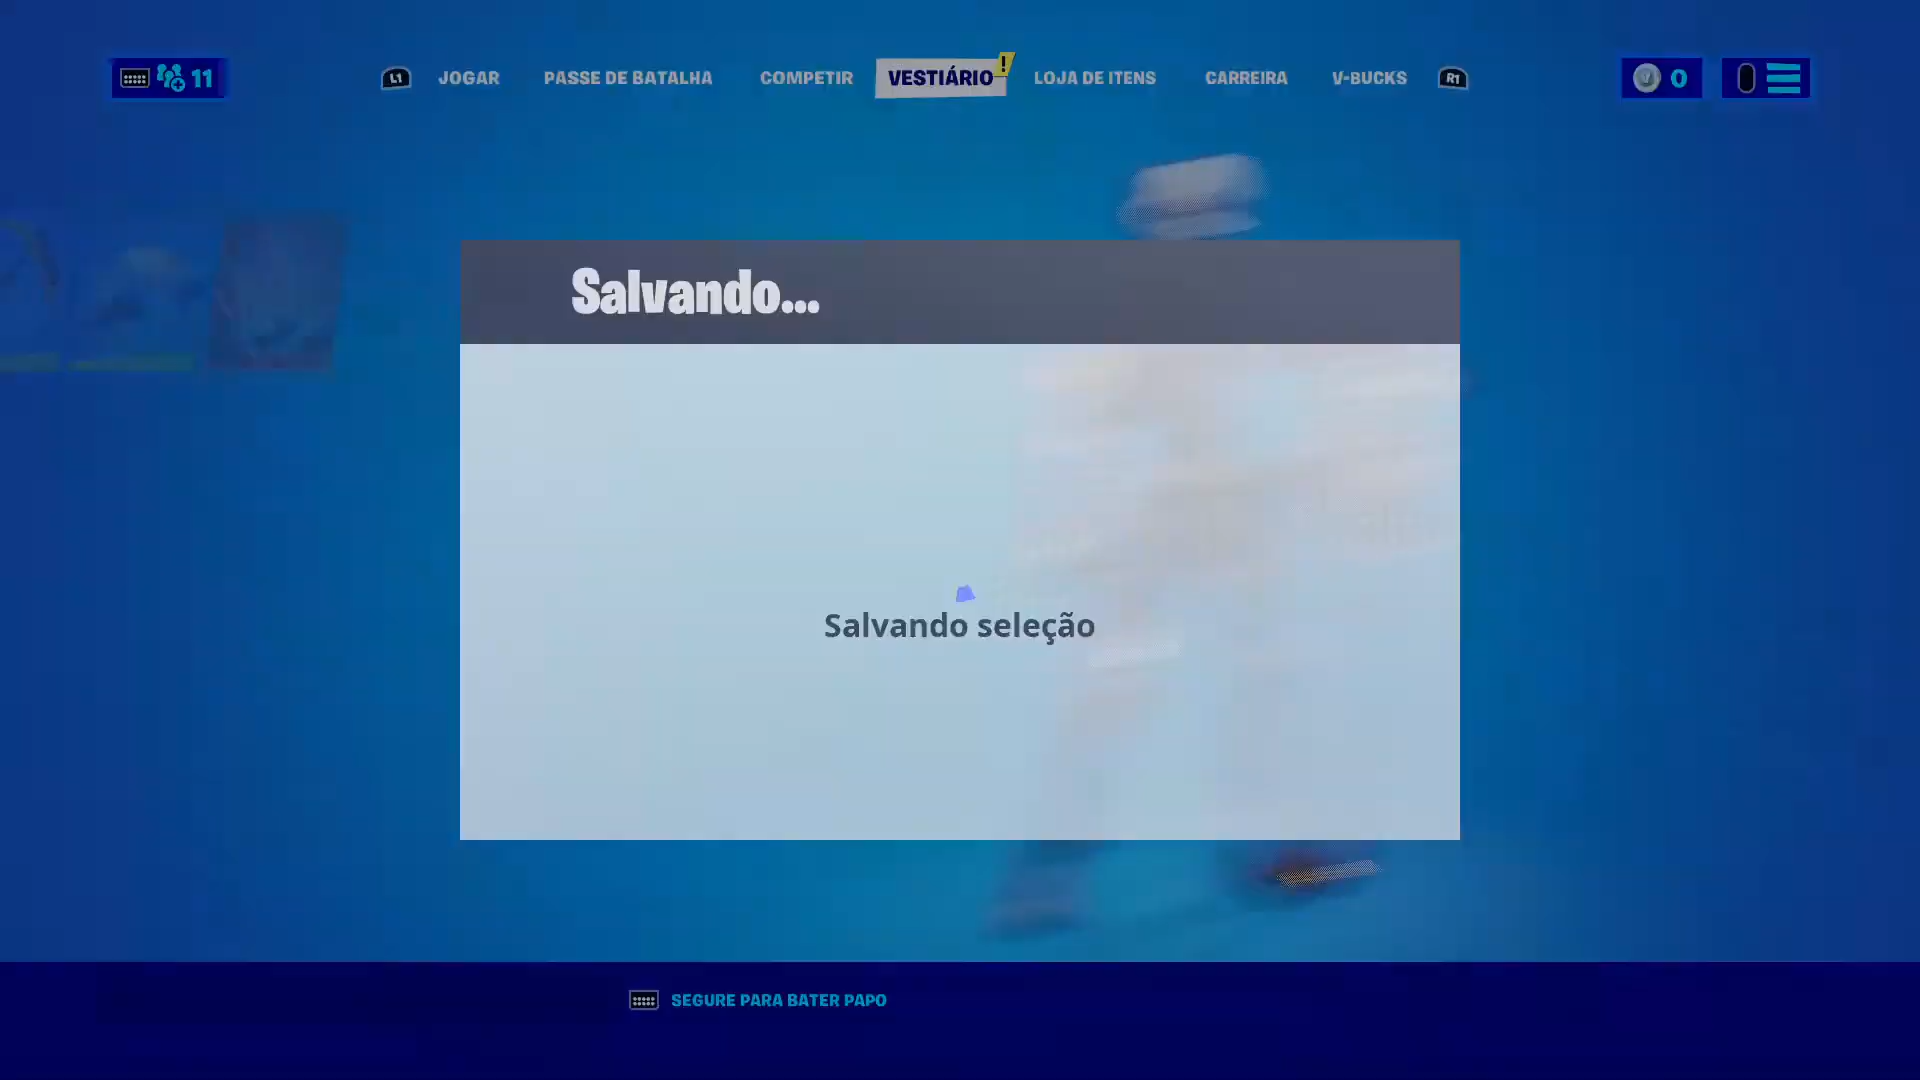 11
L1 JOGAR PASSE DE BATALHA COMPETIR VESTIÁRIO ! LOJA DE ITENS CARREIRA V-BUCKS R1
V 0
Salvando...
Salvando seleção
SEGURE PARA BATER PAPO